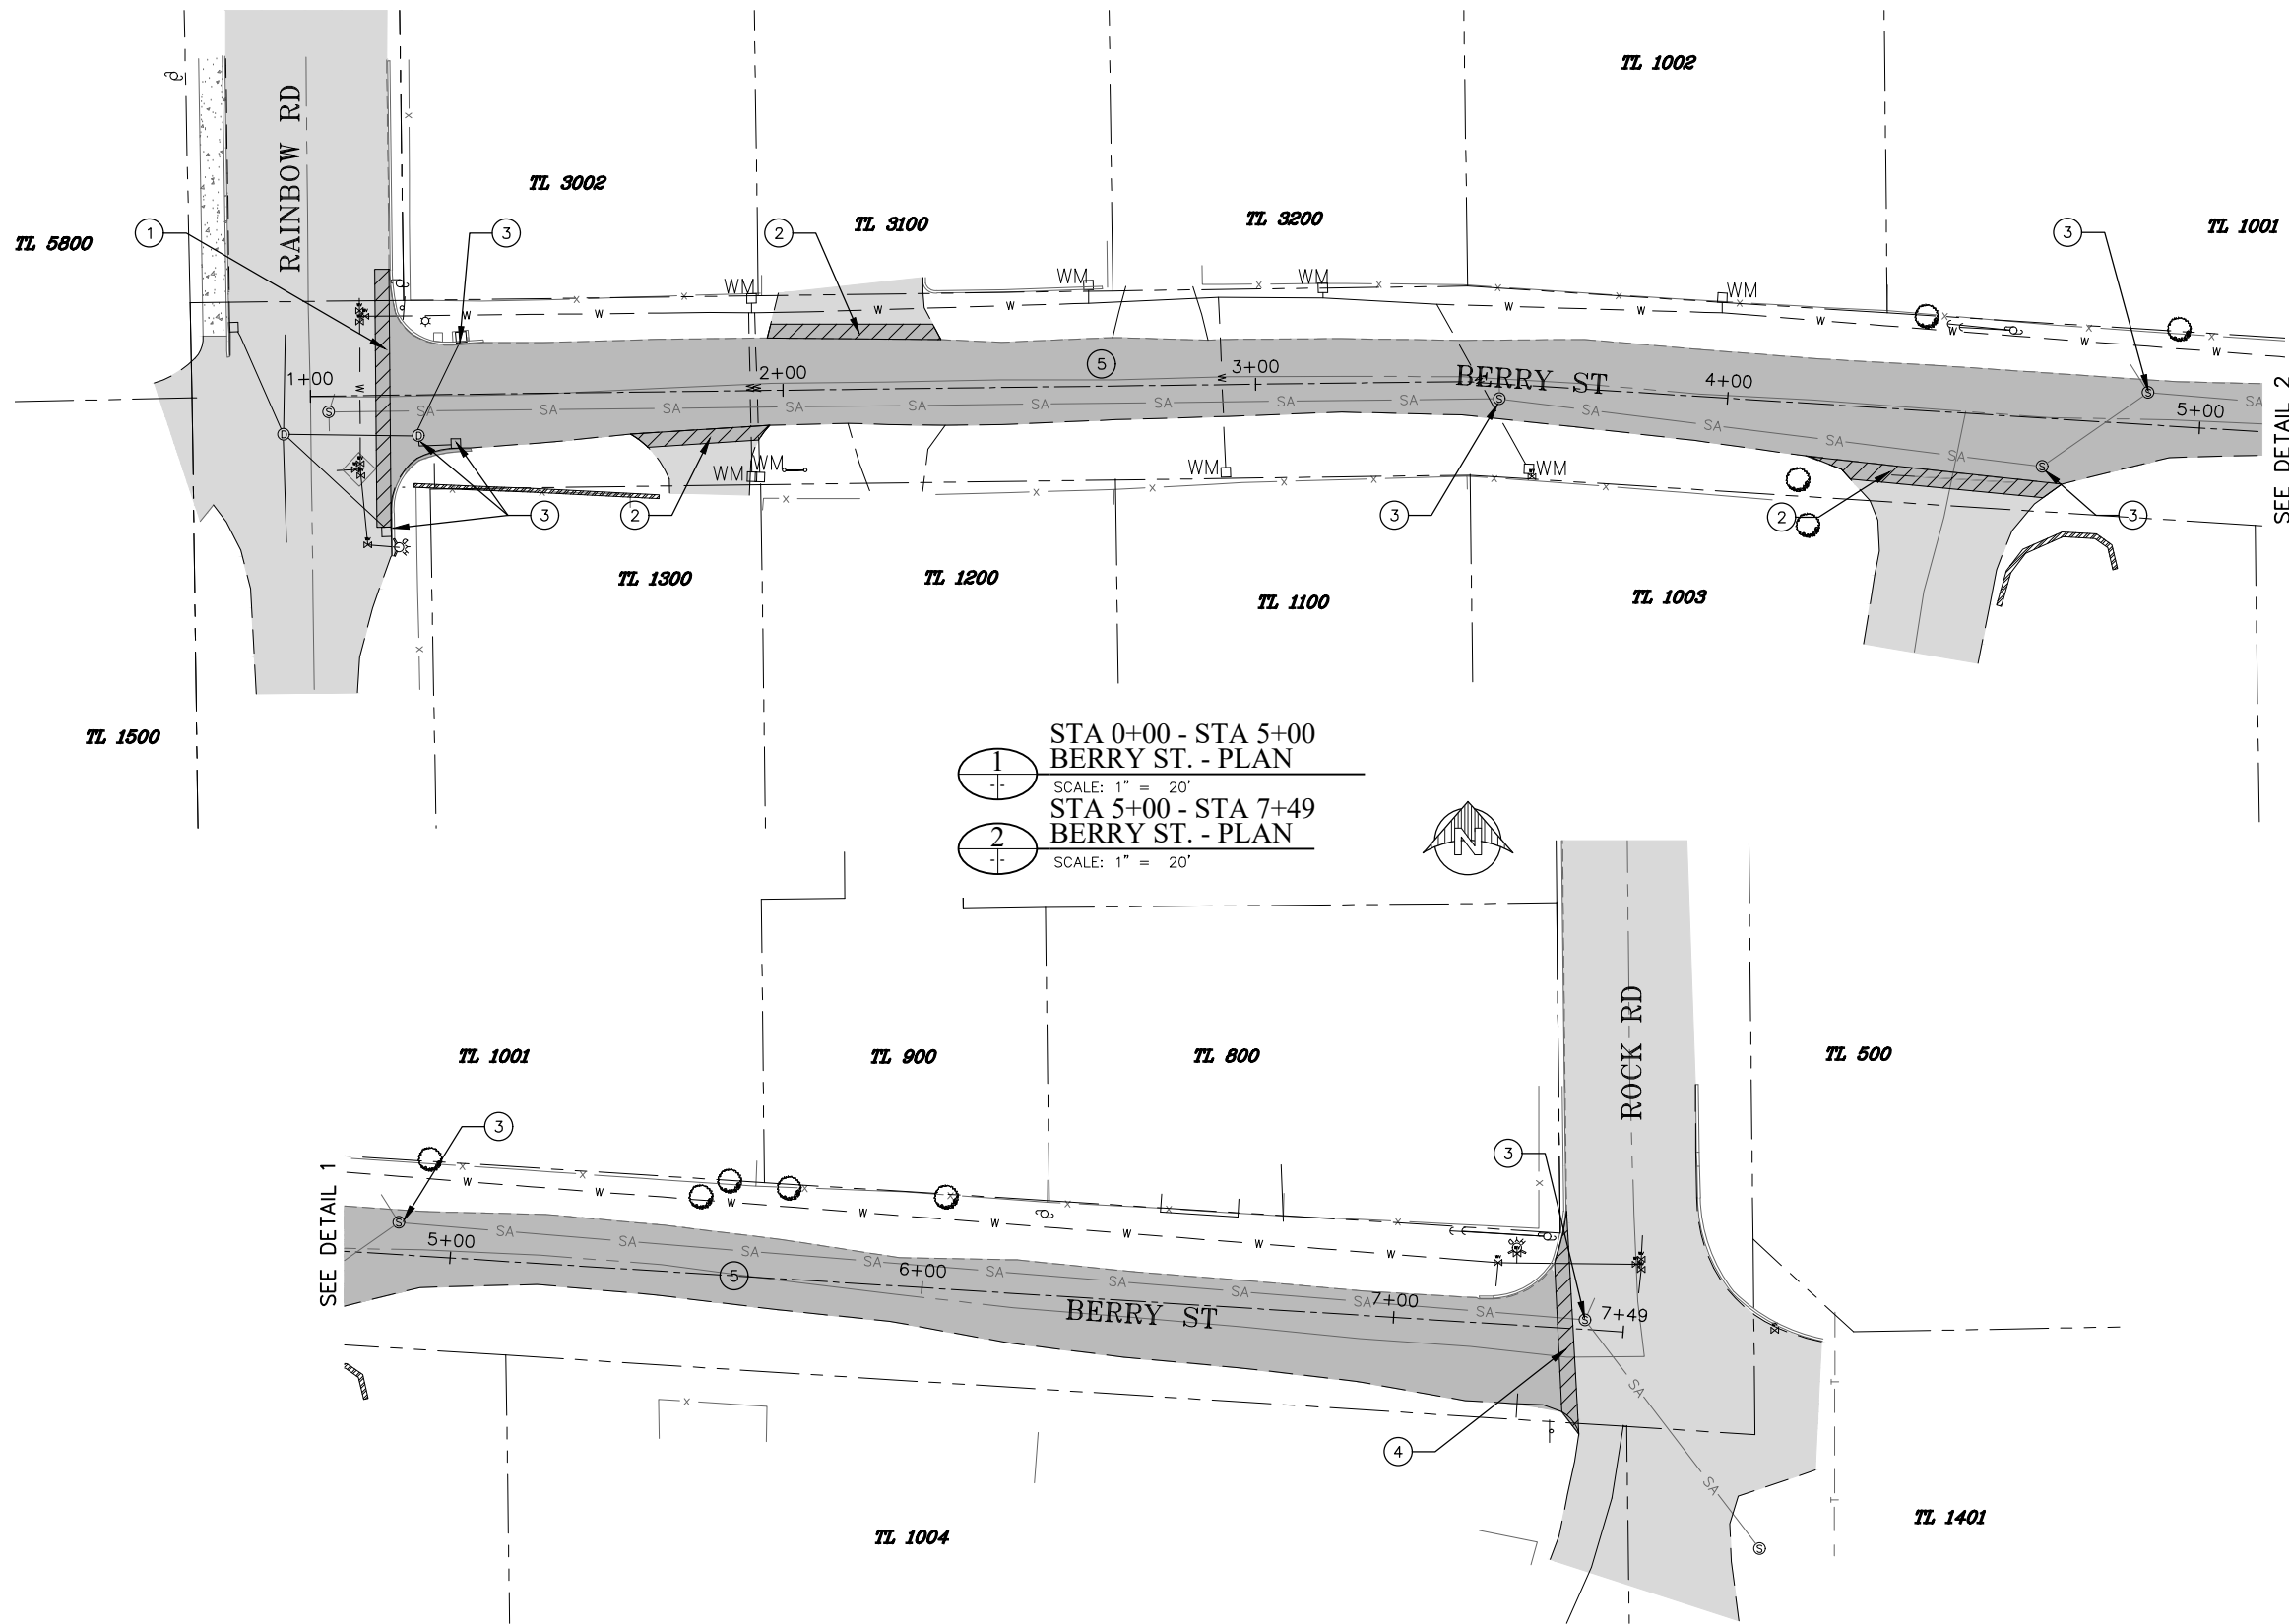 TL 1002
RAINBOW RD
TL 3002
TL 5800
1
3
2
TL 3100
TL 3200
3
TL 1001
WM
WM
WM
WM
X
X
X
X
X
X
X
X
X
W
W
W
W
W
W
W
W
W
W
1+00
2+00
5
3+00
BERRY ST
4+00
5+00
S
SA
SA
SA
SA
SA
SA
SA
SA
SA
S
SA
SA
SA
SA
S
S
SA
D
D
W
SEE DETAIL 2
WM
WM
WM
WM
X
X
X
X
X
X
X
X
3
2
3
2
3
TL 1300
TL 1200
TL 1100
TL 1003
TL 1500
1
STA 0+00 - STA 5+00
BERRY ST. - PLAN
SCALE: 1" = 20'
2
STA 5+00 - STA 7+49
BERRY ST. - PLAN
SCALE: 1" = 20'
N
ROCK RD
TL 1001
TL 900
TL 800
TL 500
3
3
SEE DETAIL 1
X
X
X
X
X
X
X
W
W
W
W
W
W
W
W
S
5+00
SA
SA
SA
SA
SA
SA
SA
SA
SA
5
6+00
BERRY ST
7+00
S
7+49
X
SA
SA
T
T
4
S
TL 1004
TL 1401